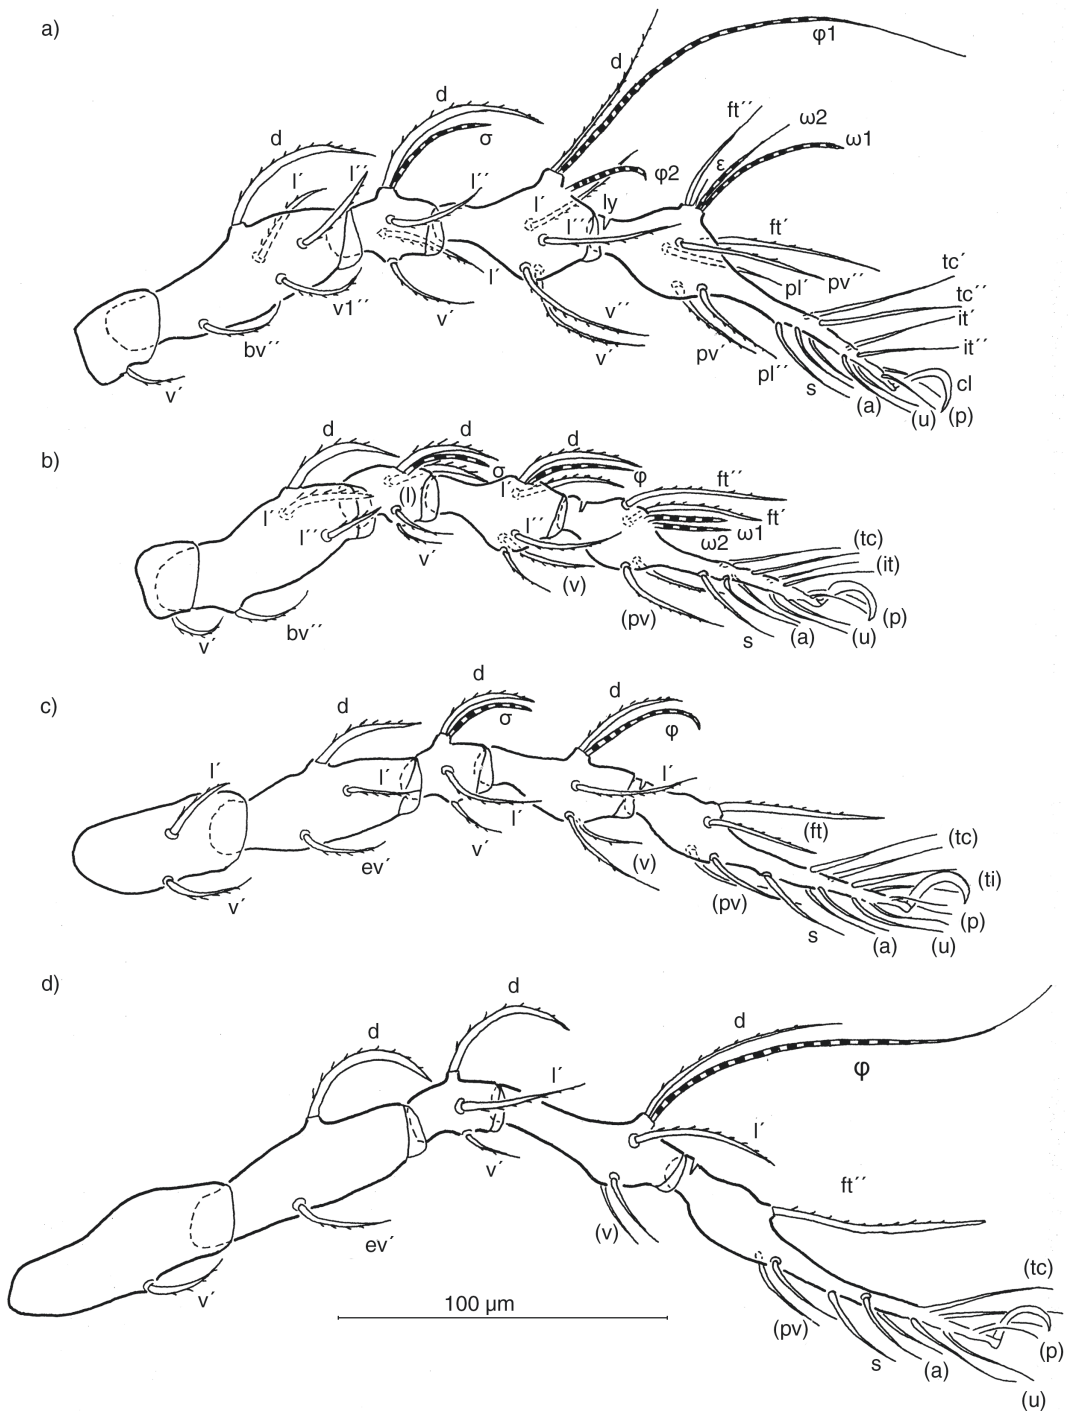 a)
φ1
d
ft´´
ω2
d
ω1
σ
d
ε
l´
l´´
l´´
φ2
l´
ly
l´´
ft´
l´
pl´
pv´´
tc´
v1´´
v´
v´´
tc´´
bv´´
v´
pv´
it´
pl´´
it´´
v´
s
(a)
(u)
(p)
cl
b)
d
d
d
σ
φ
ft´´
l´
(l)
l´
ft´
l´´
l´´
ω2
ω1
v´
(tc)
(v)
(it)
bv´´
v´
(pv)
s
(a)
(u)
(p)
c)
d
d
d
σ
φ
l´
l´
l´
l´
(ft)
ev´
v´
(v)
(tc)
v´
(pv)
(ti)
s
(a)
(u)
(p)
d)
d
d
d
φ
l´
l´
v´
ft´´
ev´
(v)
v´
(tc)
100 µm
(pv)
s
(a)
(p)
(u)